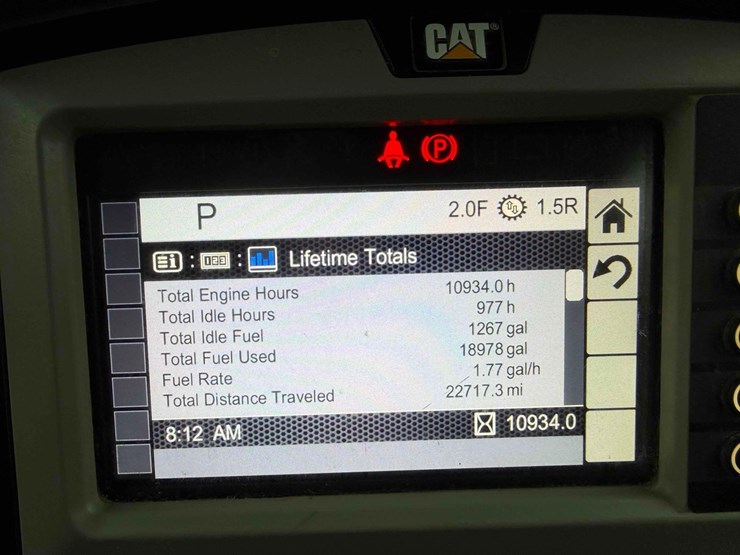 CAT®
P
P 2.0F 1.5R
Lifetime Totals
Total Engine Hours 10934.0 h
Total Idle Hours 977 h
Total Idle Fuel 1267 gal
Total Fuel Used 18978 gal
Fuel Rate 1.77 gal/h
Total Distance Traveled 22717.3 mi
8:12 AM 10934.0